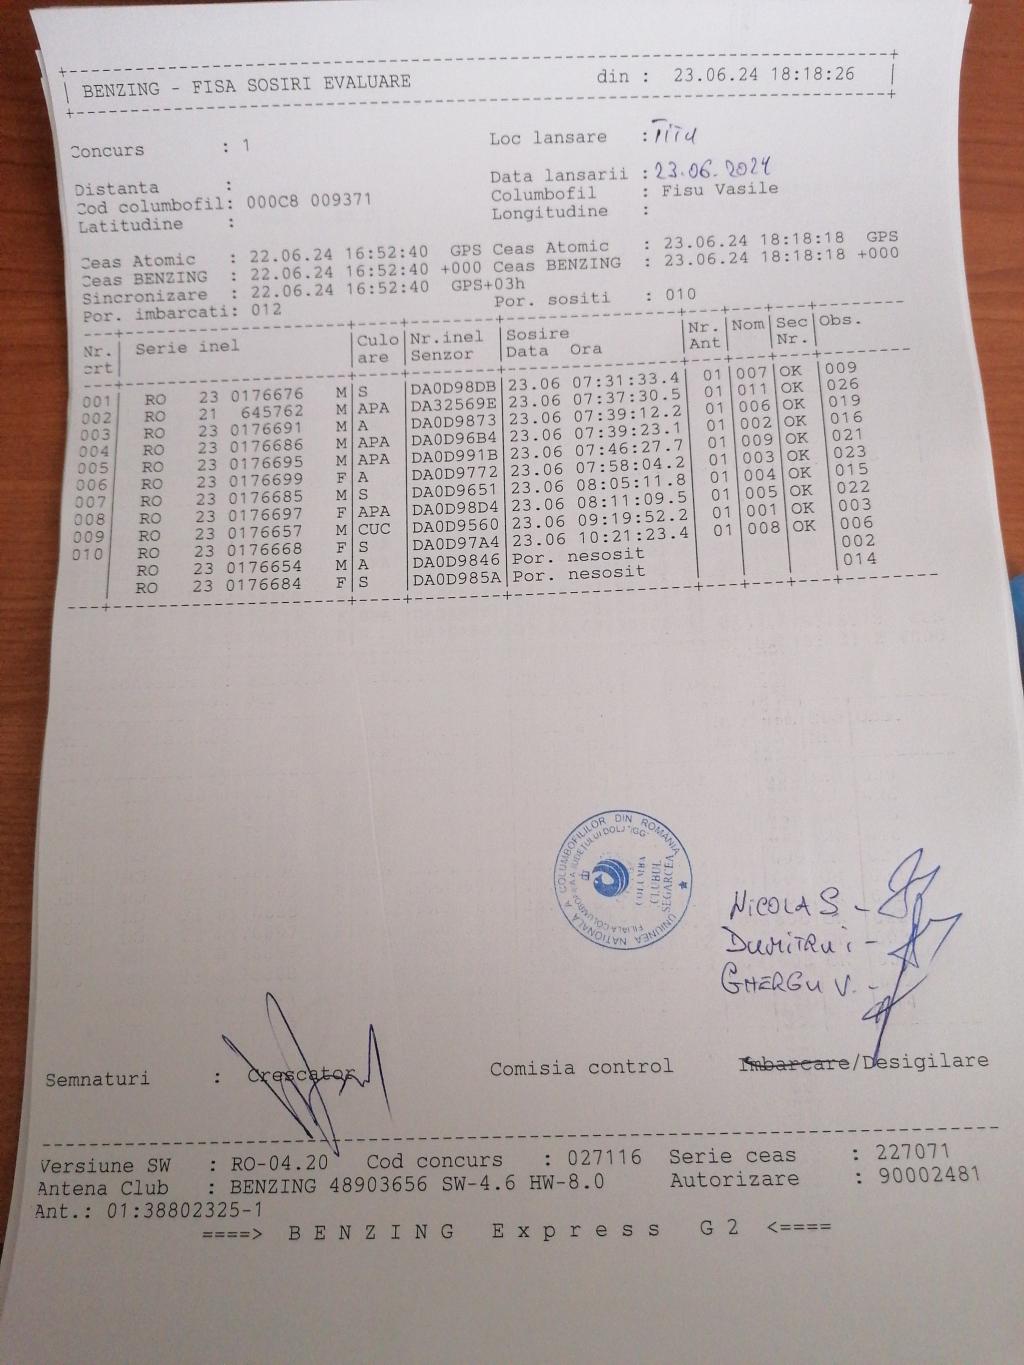 BENZING - FISA SOSIRI EVALUARE din : 23.06.24 18:18:26
Concurs : 1 Loc lansare : TITU
Distanta : Data lansarii : 23.06.2024
Cod columbofil: 000C8 009371 Columbofil : Fisu Vasile
Latitudine : Longitudine :
Ceas Atomic : 22.06.24 16:52:40 GPS Ceas Atomic : 23.06.24 18:18:18 GPS
Ceas BENZING : 22.06.24 16:52:40 +000 Ceas BENZING : 23.06.24 18:18:18 +000
Sincronizare : 22.06.24 16:52:40 GPS+03h
Por. imbarcati: 012 Por. sositi : 010
Nr. Serie inel Culo Nr.inel Sosire Nr. Nom Sec Obs.
crt are Senzor Data Ora Ant Nr.
001 RO 23 0176676 M S DA0D98DB 23.06 07:31:33.4 01 007 OK 009
002 RO 21 645762 M APA DA32569E 23.06 07:37:30.5 01 011 OK 026
003 RO 23 0176691 M A DA0D9873 23.06 07:39:12.2 01 006 OK 019
004 RO 23 0176686 M APA DA0D96B4 23.06 07:39:23.1 01 002 OK 016
005 RO 23 0176695 M APA DA0D991B 23.06 07:46:27.7 01 009 OK 021
006 RO 23 0176699 F A DA0D9772 23.06 07:58:04.2 01 003 OK 023
007 RO 23 0176685 M S DA0D9651 23.06 08:05:11.8 01 004 OK 015
008 RO 23 0176697 F APA DA0D98D4 23.06 08:11:09.5 01 005 OK 022
009 RO 23 0176657 M CUC DA0D9560 23.06 09:19:52.2 01 001 OK 003
010 RO 23 0176668 F S DA0D97A4 23.06 10:21:23.4 01 008 OK 006
RO 23 0176654 M A DA0D9846 Por. nesosit 002
RO 23 0176684 F S DA0D985A Por. nesosit 014
UNIUNEA NATIONALA A COLUMBOFILILOR DIN ROMANIA
FILIALA COLUMBOFILA A JUDETULUI DOLJ "IGG"
COLUMBA
CLUBUL
SEGARCEA
NICOLA S. -
DUMITRU I -
GHERGU V. -
Semnaturi : Crescator Comisia control Imbarcare/Desigilare
Versiune SW : RO-04.20 Cod concurs : 027116 Serie ceas : 227071
Antena Club : BENZING 48903656 SW-4.6 HW-8.0 Autorizare : 90002481
Ant.: 01:38802325-1
====> B E N Z I N G E x p r e s s G 2 <====